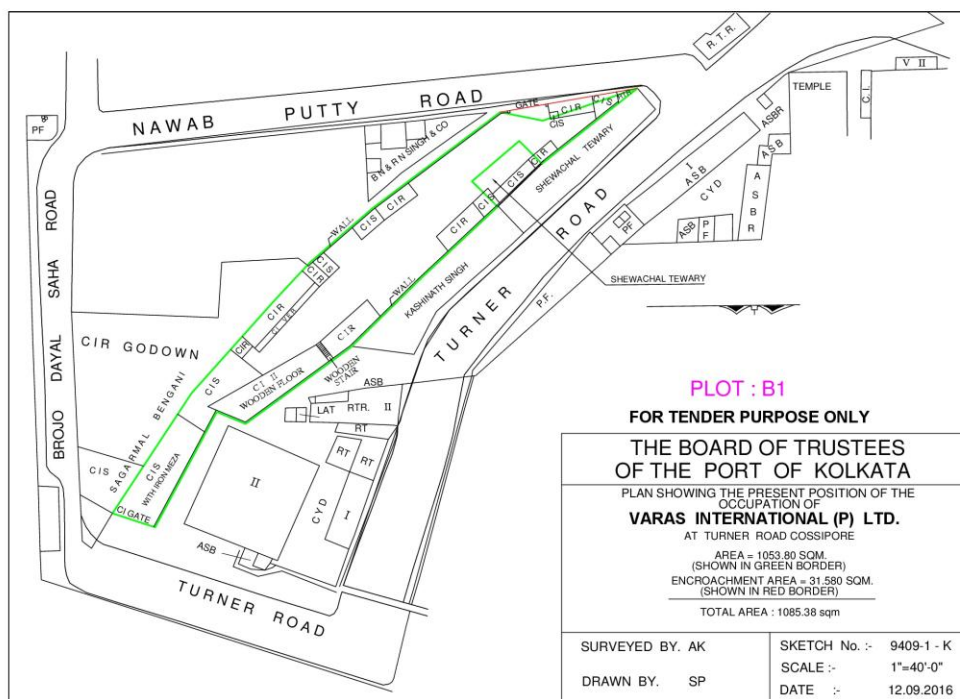 R.T.R.
V II
C.I.
TEMPLE
PF
NAWAB PUTTY ROAD
GATE
CIR
CIS
RTR
CIS
ASBR
ASB
B N & R N SINGH & CO
I
ASB
CYD
ASBR
ASB
PF
PF
SHEWACHAL TEWARY
CIR
CIS
CIS
CIR
CIR
CIS
WALL
SHEWACHAL TEWARY
BROJO DAYAL SAHA ROAD
TURNER ROAD
P.F.
KASHINATH SINGH
WALL
CIS
CIR
CIR
CIR
CIR
CIR GODOWN
CIS
C I II
WOODEN FLOOR
WOODEN STAIR
ASB
LAT RTR. II
RT
RT
RT
I
CYD
II
SAGARMAL BENGANI
CIS
CIS
WITH IRON MEZA
CI GATE
ASB
TURNER ROAD
PLOT : B1
FOR TENDER PURPOSE ONLY
THE BOARD OF TRUSTEES
OF THE PORT OF KOLKATA
PLAN SHOWING THE PRESENT POSITION OF THE
OCCUPATION OF
VARAS INTERNATIONAL (P) LTD.
AT TURNER ROAD COSSIPORE
AREA = 1053.80 SQM.
(SHOWN IN GREEN BORDER)
ENCROACHMENT AREA = 31.580 SQM.
(SHOWN IN RED BORDER)
TOTAL AREA : 1085.38 sqm
SURVEYED BY. AK
DRAWN BY. SP
SKETCH No. :- 9409-1 - K
SCALE :- 1"=40'-0"
DATE :- 12.09.2016